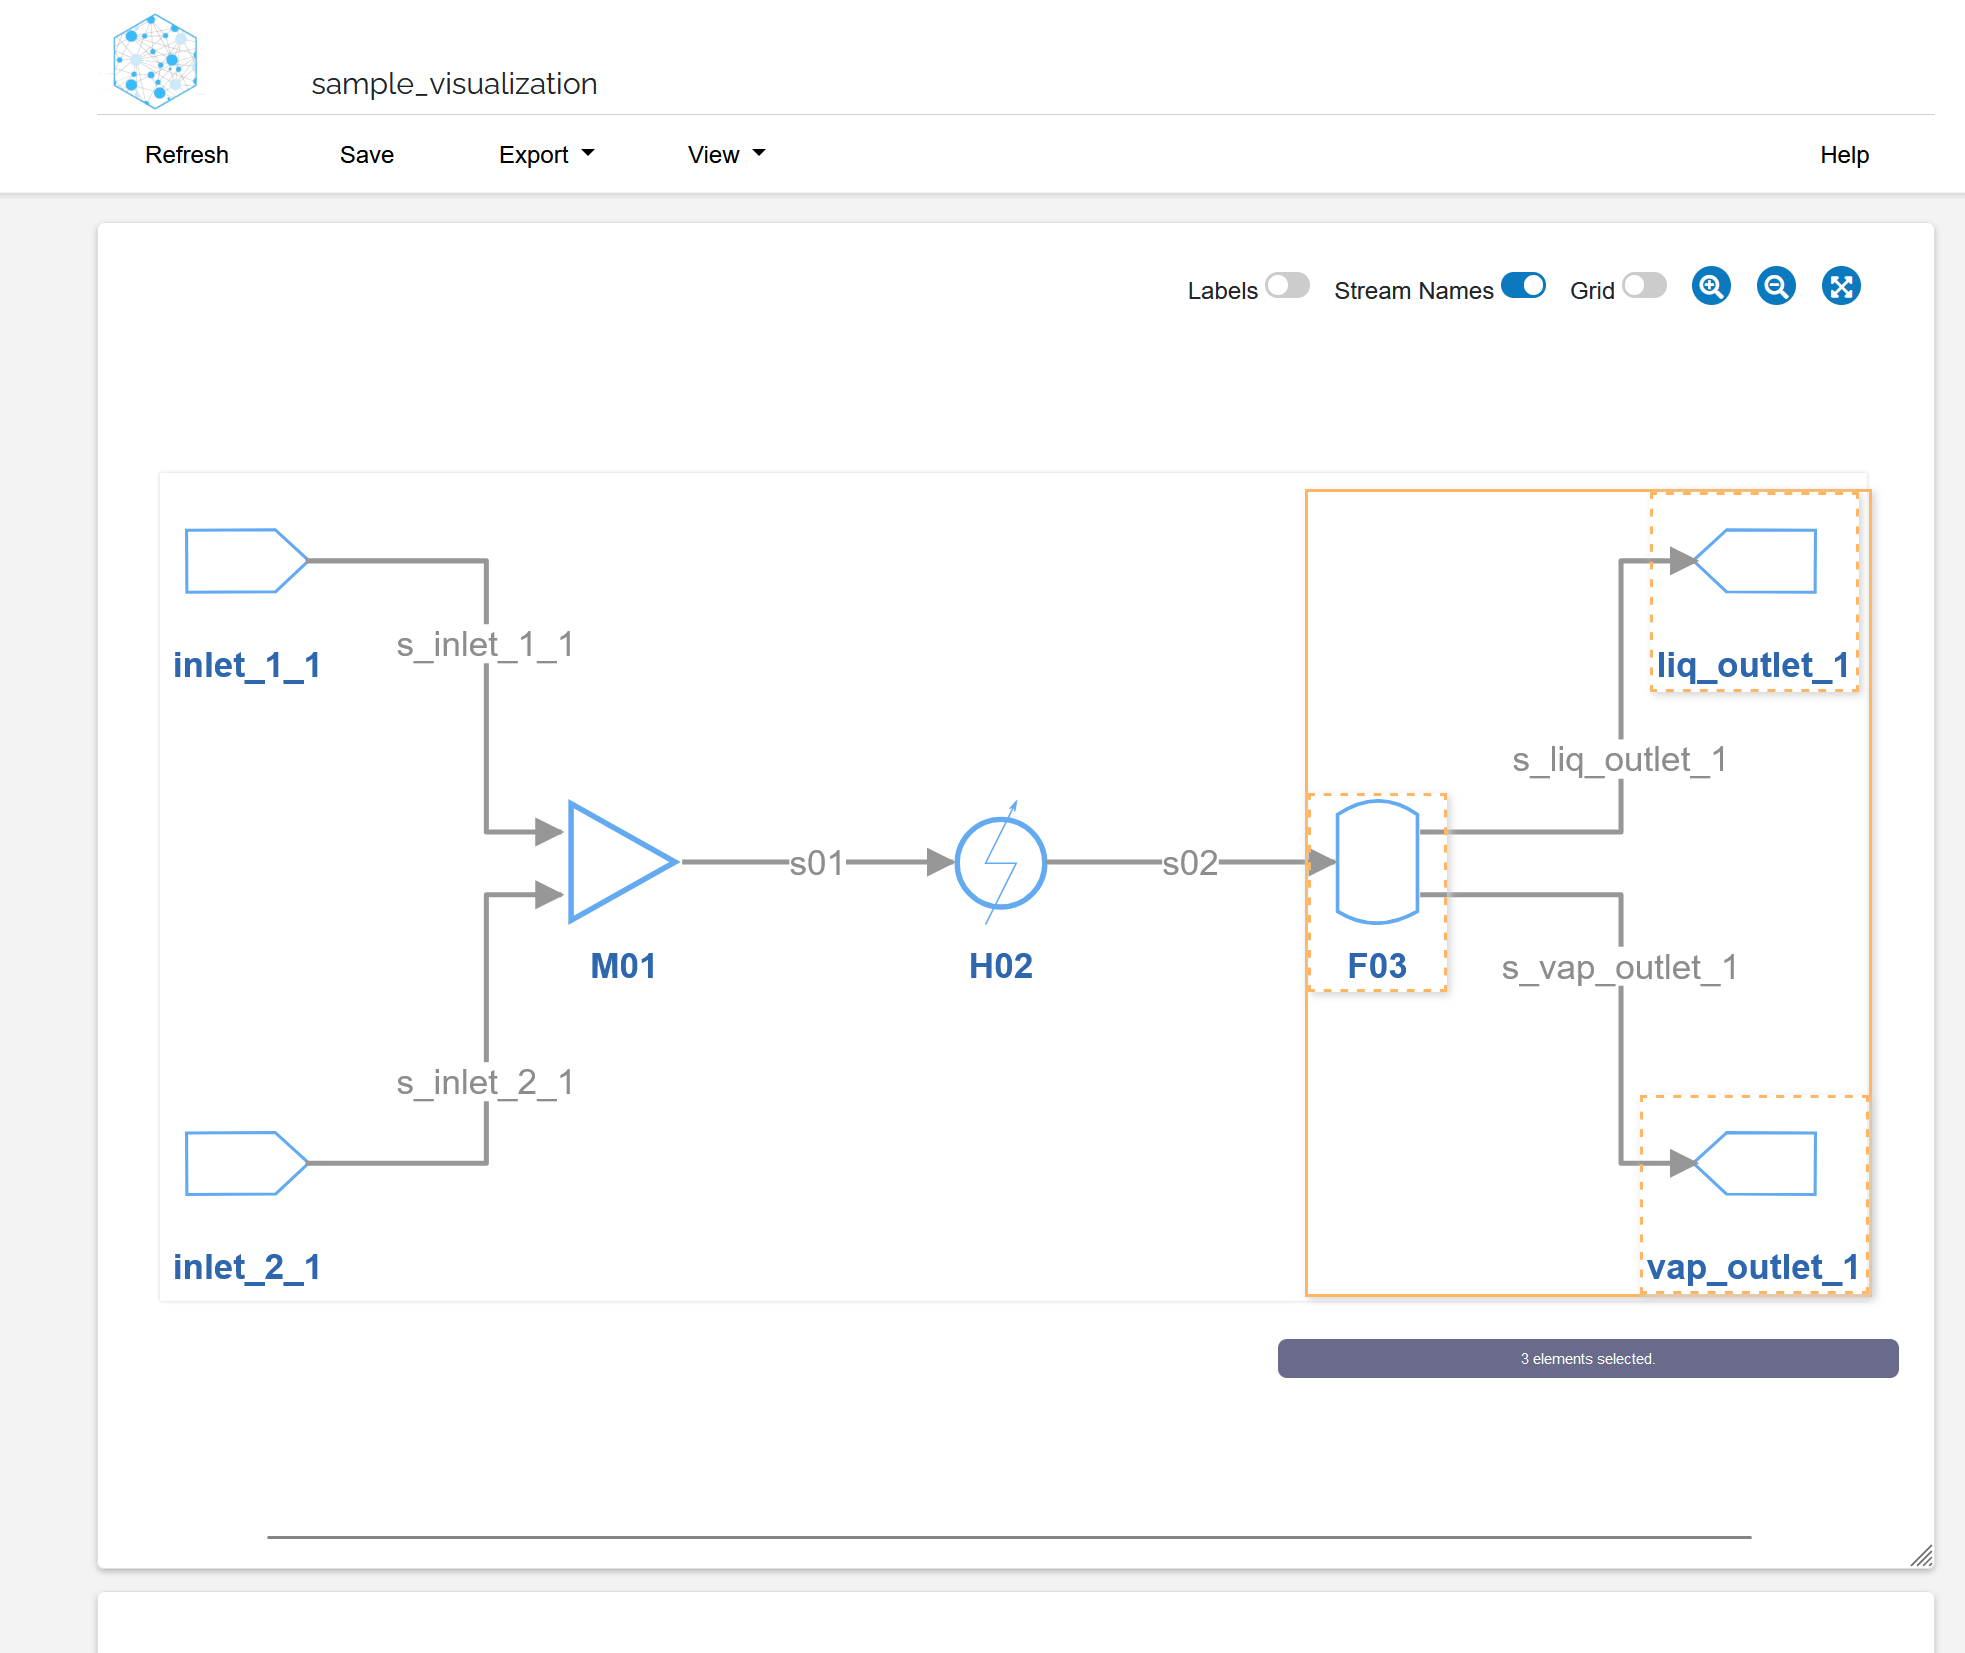 sample_visualization
Refresh Save Export View Help
Labels Stream Names Grid
inlet_1_1
s_inlet_1_1
liq_outlet_1
s_liq_outlet_1
s01
s02
M01
H02
F03
s_vap_outlet_1
s_inlet_2_1
inlet_2_1
vap_outlet_1
3 elements selected.